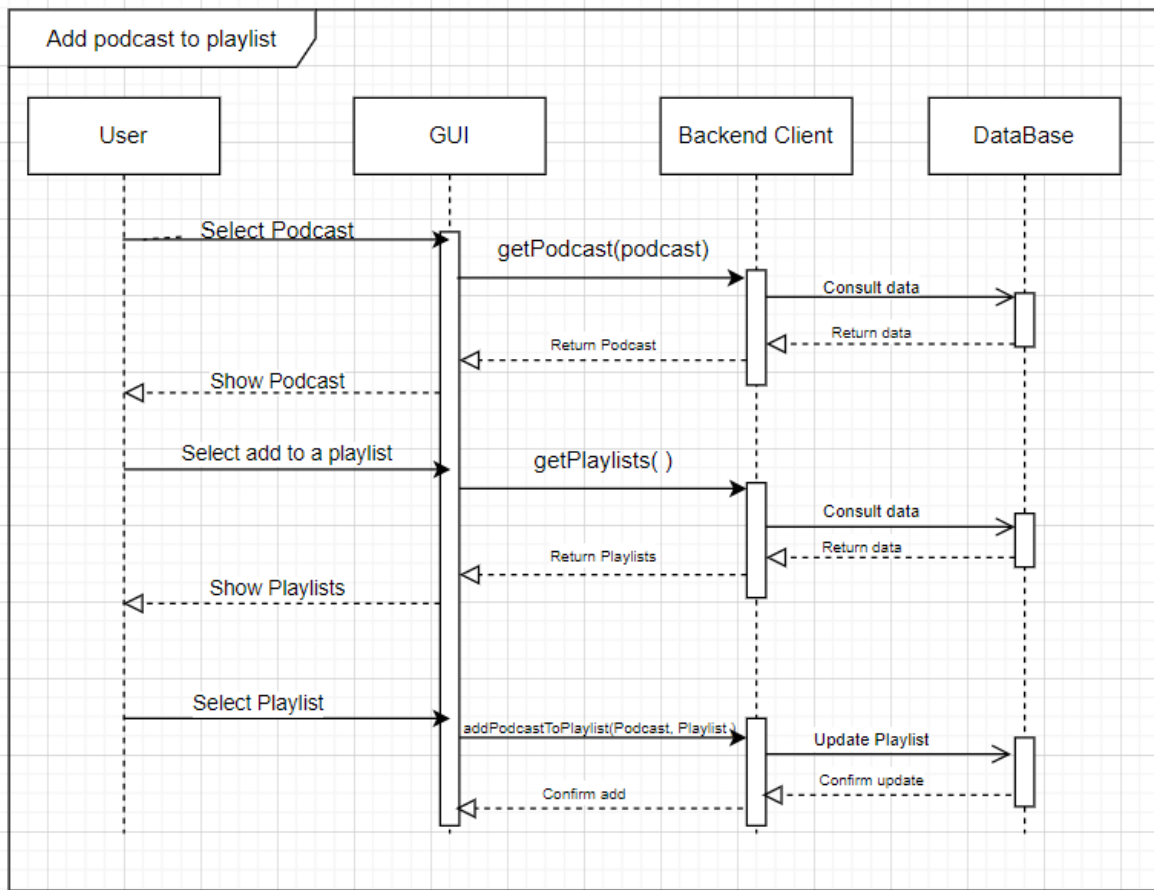 Add podcast to playlist
User
GUI
Backend Client
DataBase
Select Podcast
getPodcast(podcast)
Consult data
Return data
Return Podcast
Show Podcast
Select add to a playlist
getPlaylists( )
Consult data
Return data
Return Playlists
Show Playlists
Select Playlist
addPodcastToPlaylist(Podcast, Playlist )
Update Playlist
Confirm update
Confirm add